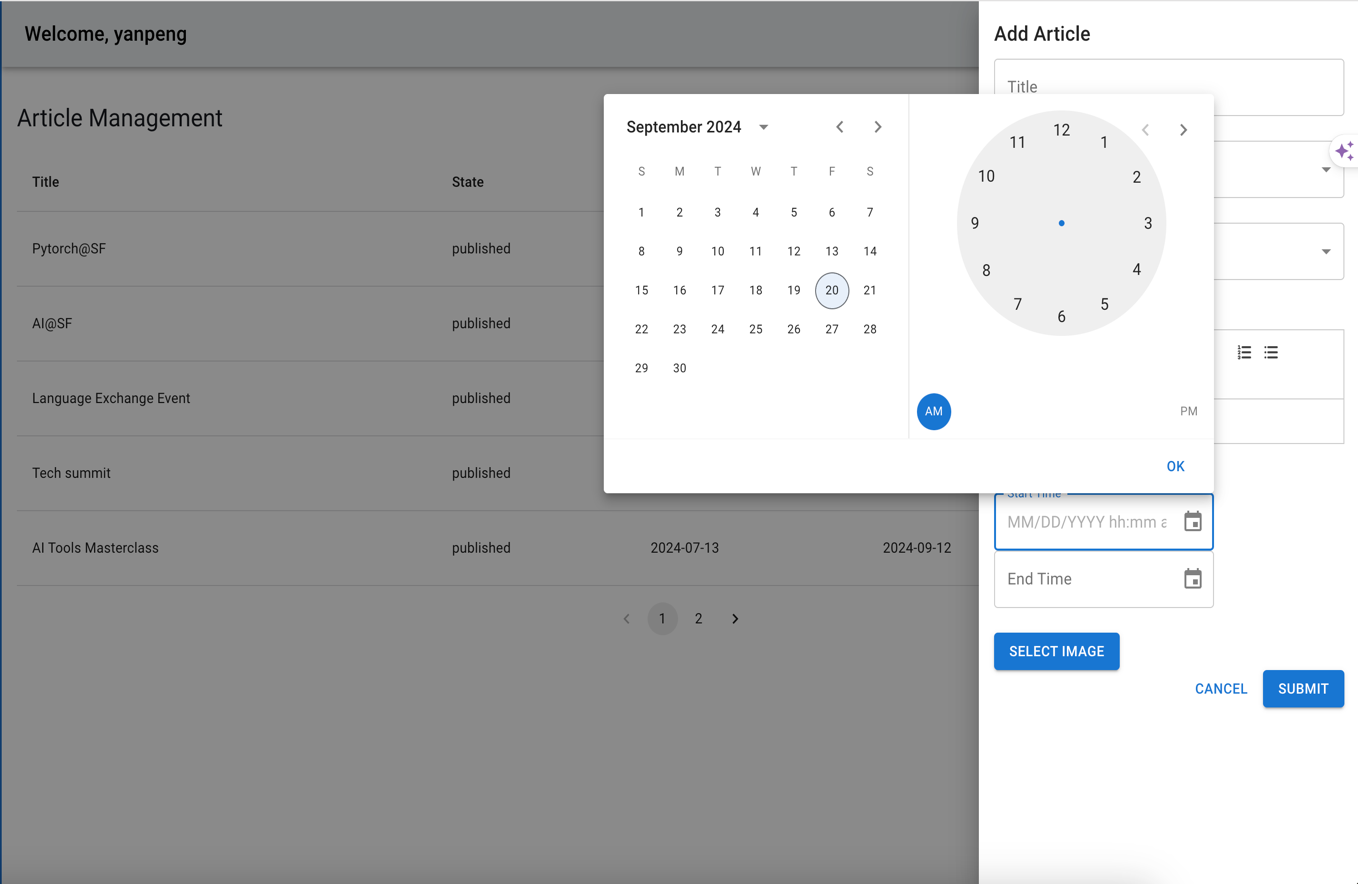 Welcome, yanpeng
Article Management
Title State
Pytorch@SF published
AI@SF published
Language Exchange Event published
Tech summit published
AI Tools Masterclass published 2024-07-13 2024-09-12
1 2
Add Article
Title
September 2024
S M T W T F S
1 2 3 4 5 6 7
8 9 10 11 12 13 14
15 16 17 18 19 20 21
22 23 24 25 26 27 28
29 30
12
11 1
10 2
9 3
8 4
7 5
6
AM PM
OK
Start Time
MM/DD/YYYY hh:mm a
End Time
SELECT IMAGE
CANCEL SUBMIT